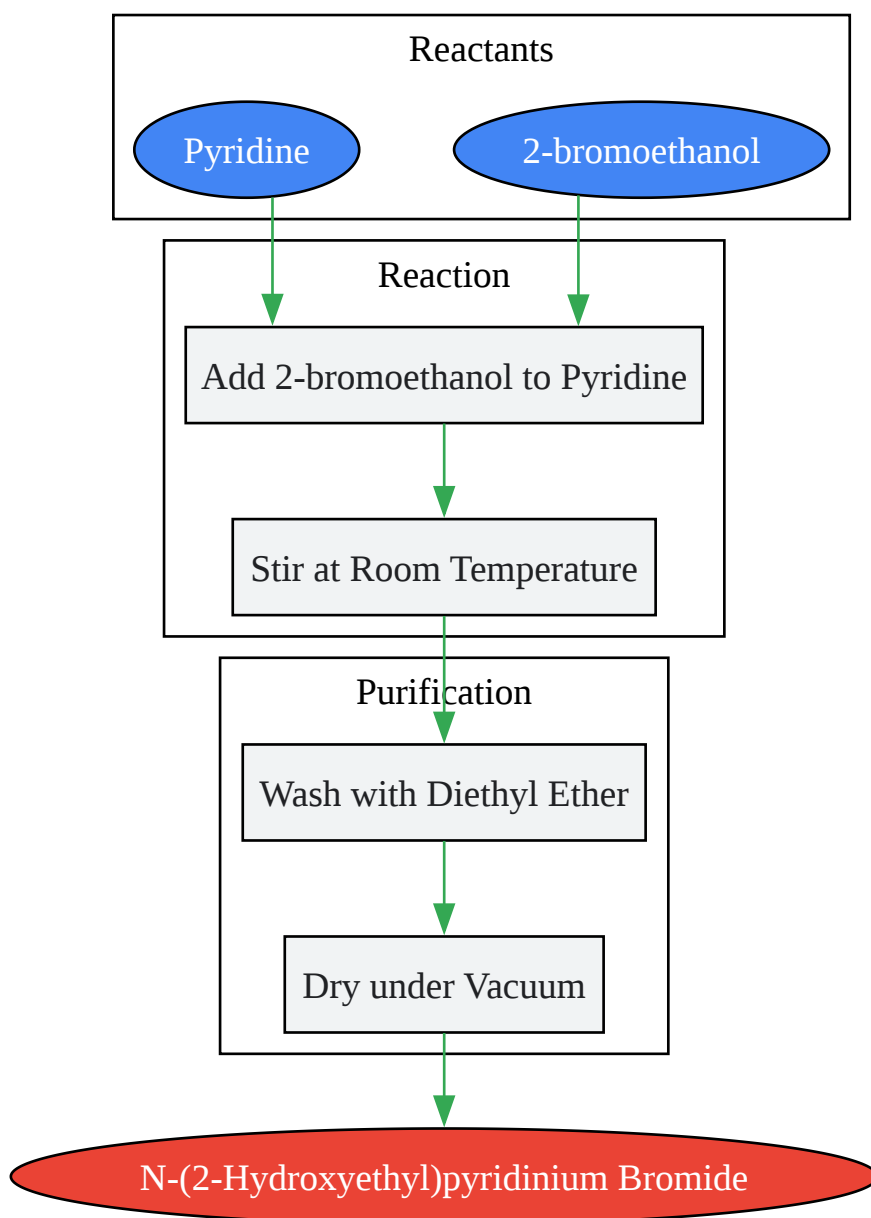 Reactants
Pyridine
2-bromoethanol
Reaction
Add 2-bromoethanol to Pyridine
Stir at Room Temperature
Purification
Wash with Diethyl Ether
Dry under Vacuum
N-(2-Hydroxyethyl)pyridinium Bromide